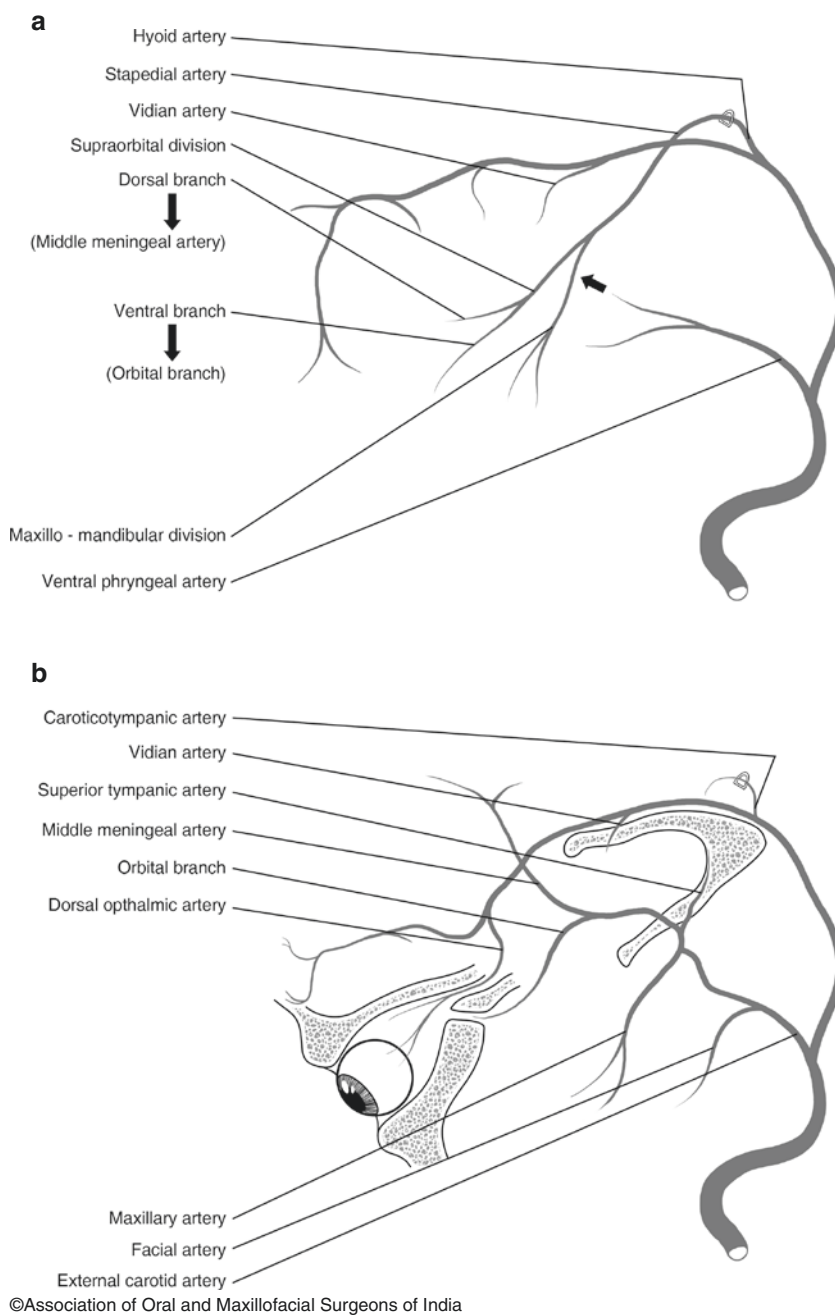 a
Hyoid artery
Stapedial artery
Vidian artery
Supraorbital division
Dorsal branch
(Middle meningeal artery)
Ventral branch
(Orbital branch)
Maxillo - mandibular division
Ventral phryngeal artery
b
Caroticotympanic artery
Vidian artery
Superior tympanic artery
Middle meningeal artery
Orbital branch
Dorsal opthalmic artery
Maxillary artery
Facial artery
External carotid artery
©Association of Oral and Maxillofacial Surgeons of India